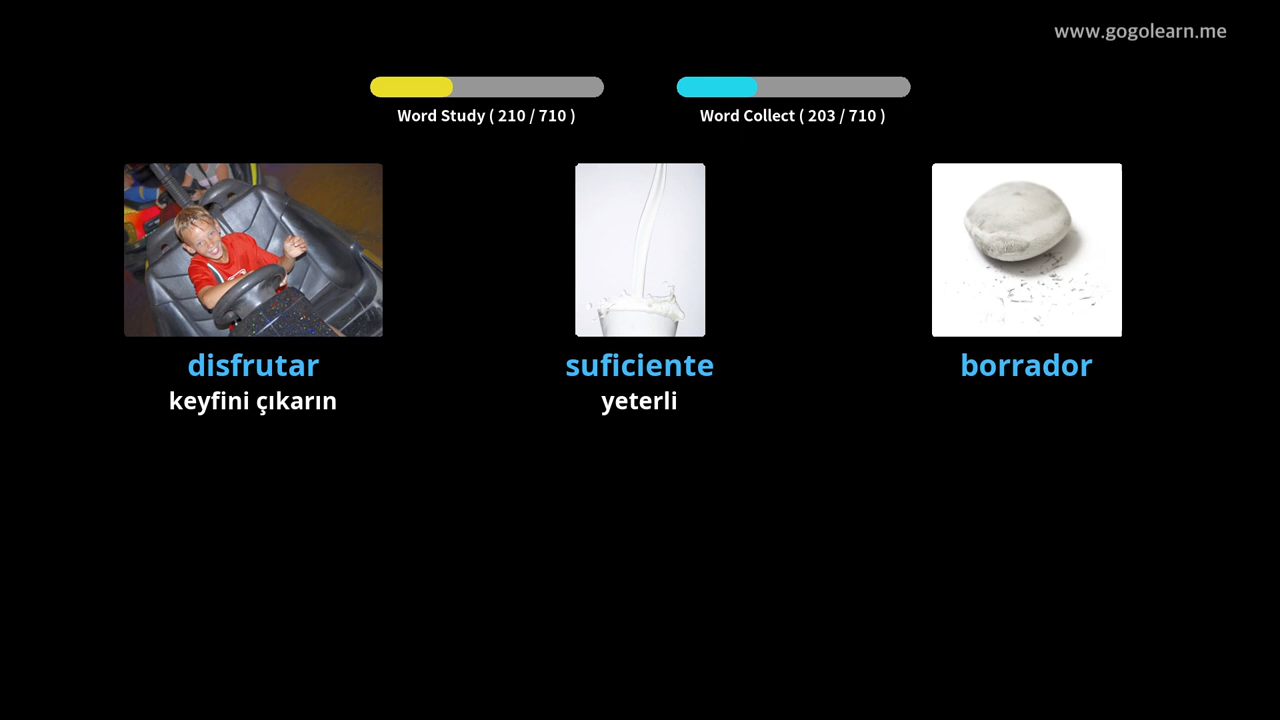 www.gogolearn.me
Word Study ( 210 / 710 )
Word Collect ( 203 / 710 )
disfrutar
keyfini çıkarın
suficiente
yeterli
borrador